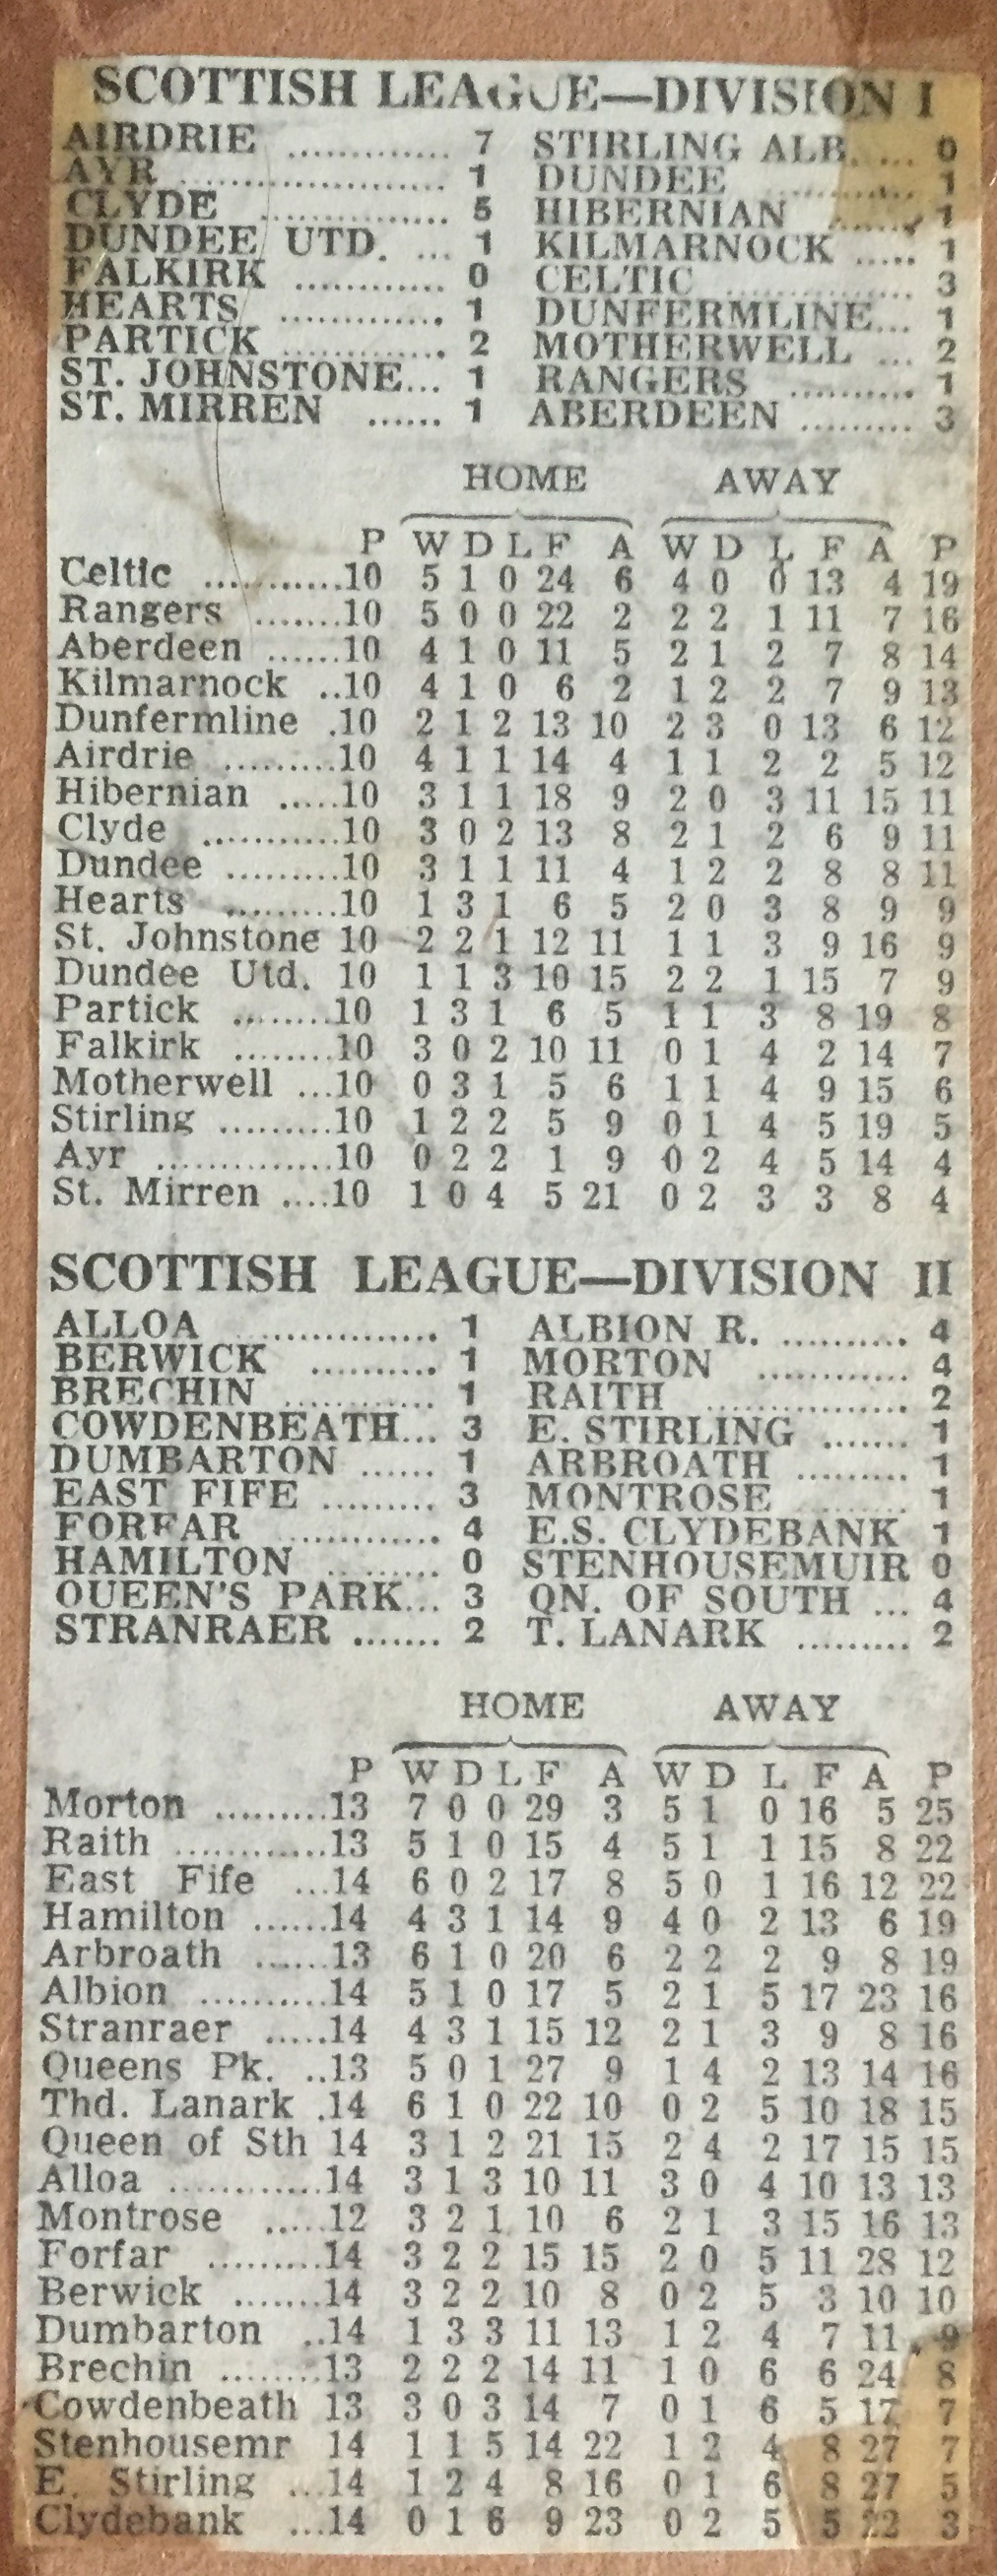 SCOTTISH LEAGUE—DIVISION I
AIRDRIE ............. 7 STIRLING ALB. ... 0
AYR ..................... 1 DUNDEE ......... 1
CLYDE ............... 5 HIBERNIAN ....... 1
DUNDEE UTD. ... 1 KILMARNOCK ..... 1
FALKIRK ............ 0 CELTIC ............... 3
HEARTS ............. 1 DUNFERMLINE... 1
PARTICK ............. 2 MOTHERWELL ... 2
ST. JOHNSTONE... 1 RANGERS .......... 1
ST. MIRREN ...... 1 ABERDEEN ......... 3
HOME AWAY
P W D L F A W D L F A P
Celtic ...........10 5 1 0 24 6 4 0 0 13 4 19
Rangers .......10 5 0 0 22 2 2 2 1 11 7 16
Aberdeen ......10 4 1 0 11 5 2 1 2 7 8 14
Kilmarnock ..10 4 1 0 6 2 1 2 2 7 9 13
Dunfermline .10 2 1 2 13 10 2 3 0 13 6 12
Airdrie .........10 4 1 1 14 4 1 1 2 2 5 12
Hibernian .....10 3 1 1 18 9 2 0 3 11 15 11
Clyde ...........10 3 0 2 13 8 2 1 2 6 9 11
Dundee .........10 3 1 1 11 4 1 2 2 8 8 11
Hearts .........10 1 3 1 6 5 2 0 3 8 9 9
St. Johnstone 10 2 2 1 12 11 1 1 3 9 16 9
Dundee Utd. 10 1 1 3 10 15 2 2 1 15 7 9
Partick ........10 1 3 1 6 5 1 1 3 8 19 8
Falkirk ........10 3 0 2 10 11 0 1 4 2 14 7
Motherwell ...10 0 3 1 5 6 1 1 4 9 15 6
Stirling .........10 1 2 2 5 9 0 1 4 5 19 5
Ayr ..............10 0 2 2 1 9 0 2 4 5 14 4
St. Mirren ....10 1 0 4 5 21 0 2 3 3 8 4
SCOTTISH LEAGUE—DIVISION II
ALLOA ............... 1 ALBION R. .......... 4
BERWICK .......... 1 MORTON ............ 4
BRECHIN ............ 1 RAITH ................ 2
COWDENBEATH... 3 E. STIRLING ....... 1
DUMBARTON ...... 1 ARBROATH ......... 1
EAST FIFE ......... 3 MONTROSE ......... 1
FORFAR ............ 4 E.S. CLYDEBANK 1
HAMILTON ......... 0 STENHOUSEMUIR 0
QUEEN'S PARK... 3 QN. OF SOUTH ... 4
STRANRAER ....... 2 T. LANARK ......... 2
HOME AWAY
P W D L F A W D L F A P
Morton .........13 7 0 0 29 3 5 1 0 16 5 25
Raith ............13 5 1 0 15 4 5 1 1 15 8 22
East Fife ...14 6 0 2 17 8 5 0 1 16 12 22
Hamilton ......14 4 3 1 14 9 4 0 2 13 6 19
Arbroath ......13 6 1 0 20 6 2 2 2 9 8 19
Albion ..........14 5 1 0 17 5 2 1 5 17 23 16
Stranraer .....14 4 3 1 15 12 2 1 3 9 8 16
Queens Pk. ..13 5 0 1 27 9 1 4 2 13 14 16
Thd. Lanark .14 6 1 0 22 10 0 2 5 10 18 15
Queen of Sth 14 3 1 2 21 15 2 4 2 17 15 15
Alloa ............14 3 1 3 10 11 3 0 4 10 13 13
Montrose .....12 3 2 1 10 6 2 1 3 15 16 13
Forfar .........14 3 2 2 15 15 2 0 5 11 28 12
Berwick .......14 3 2 2 10 8 0 2 5 3 10 10
Dumbarton ..14 1 3 3 11 13 1 2 4 7 11 9
Brechin ........13 2 2 2 14 11 1 0 6 6 24 8
Cowdenbeath 13 3 0 3 14 7 0 1 6 5 17 7
Stenhousemr 14 1 1 5 14 22 1 2 4 8 27 7
E. Stirling ...14 1 2 4 8 16 0 1 6 8 27 5
Clydebank ...14 0 1 6 9 23 0 2 5 5 22 3